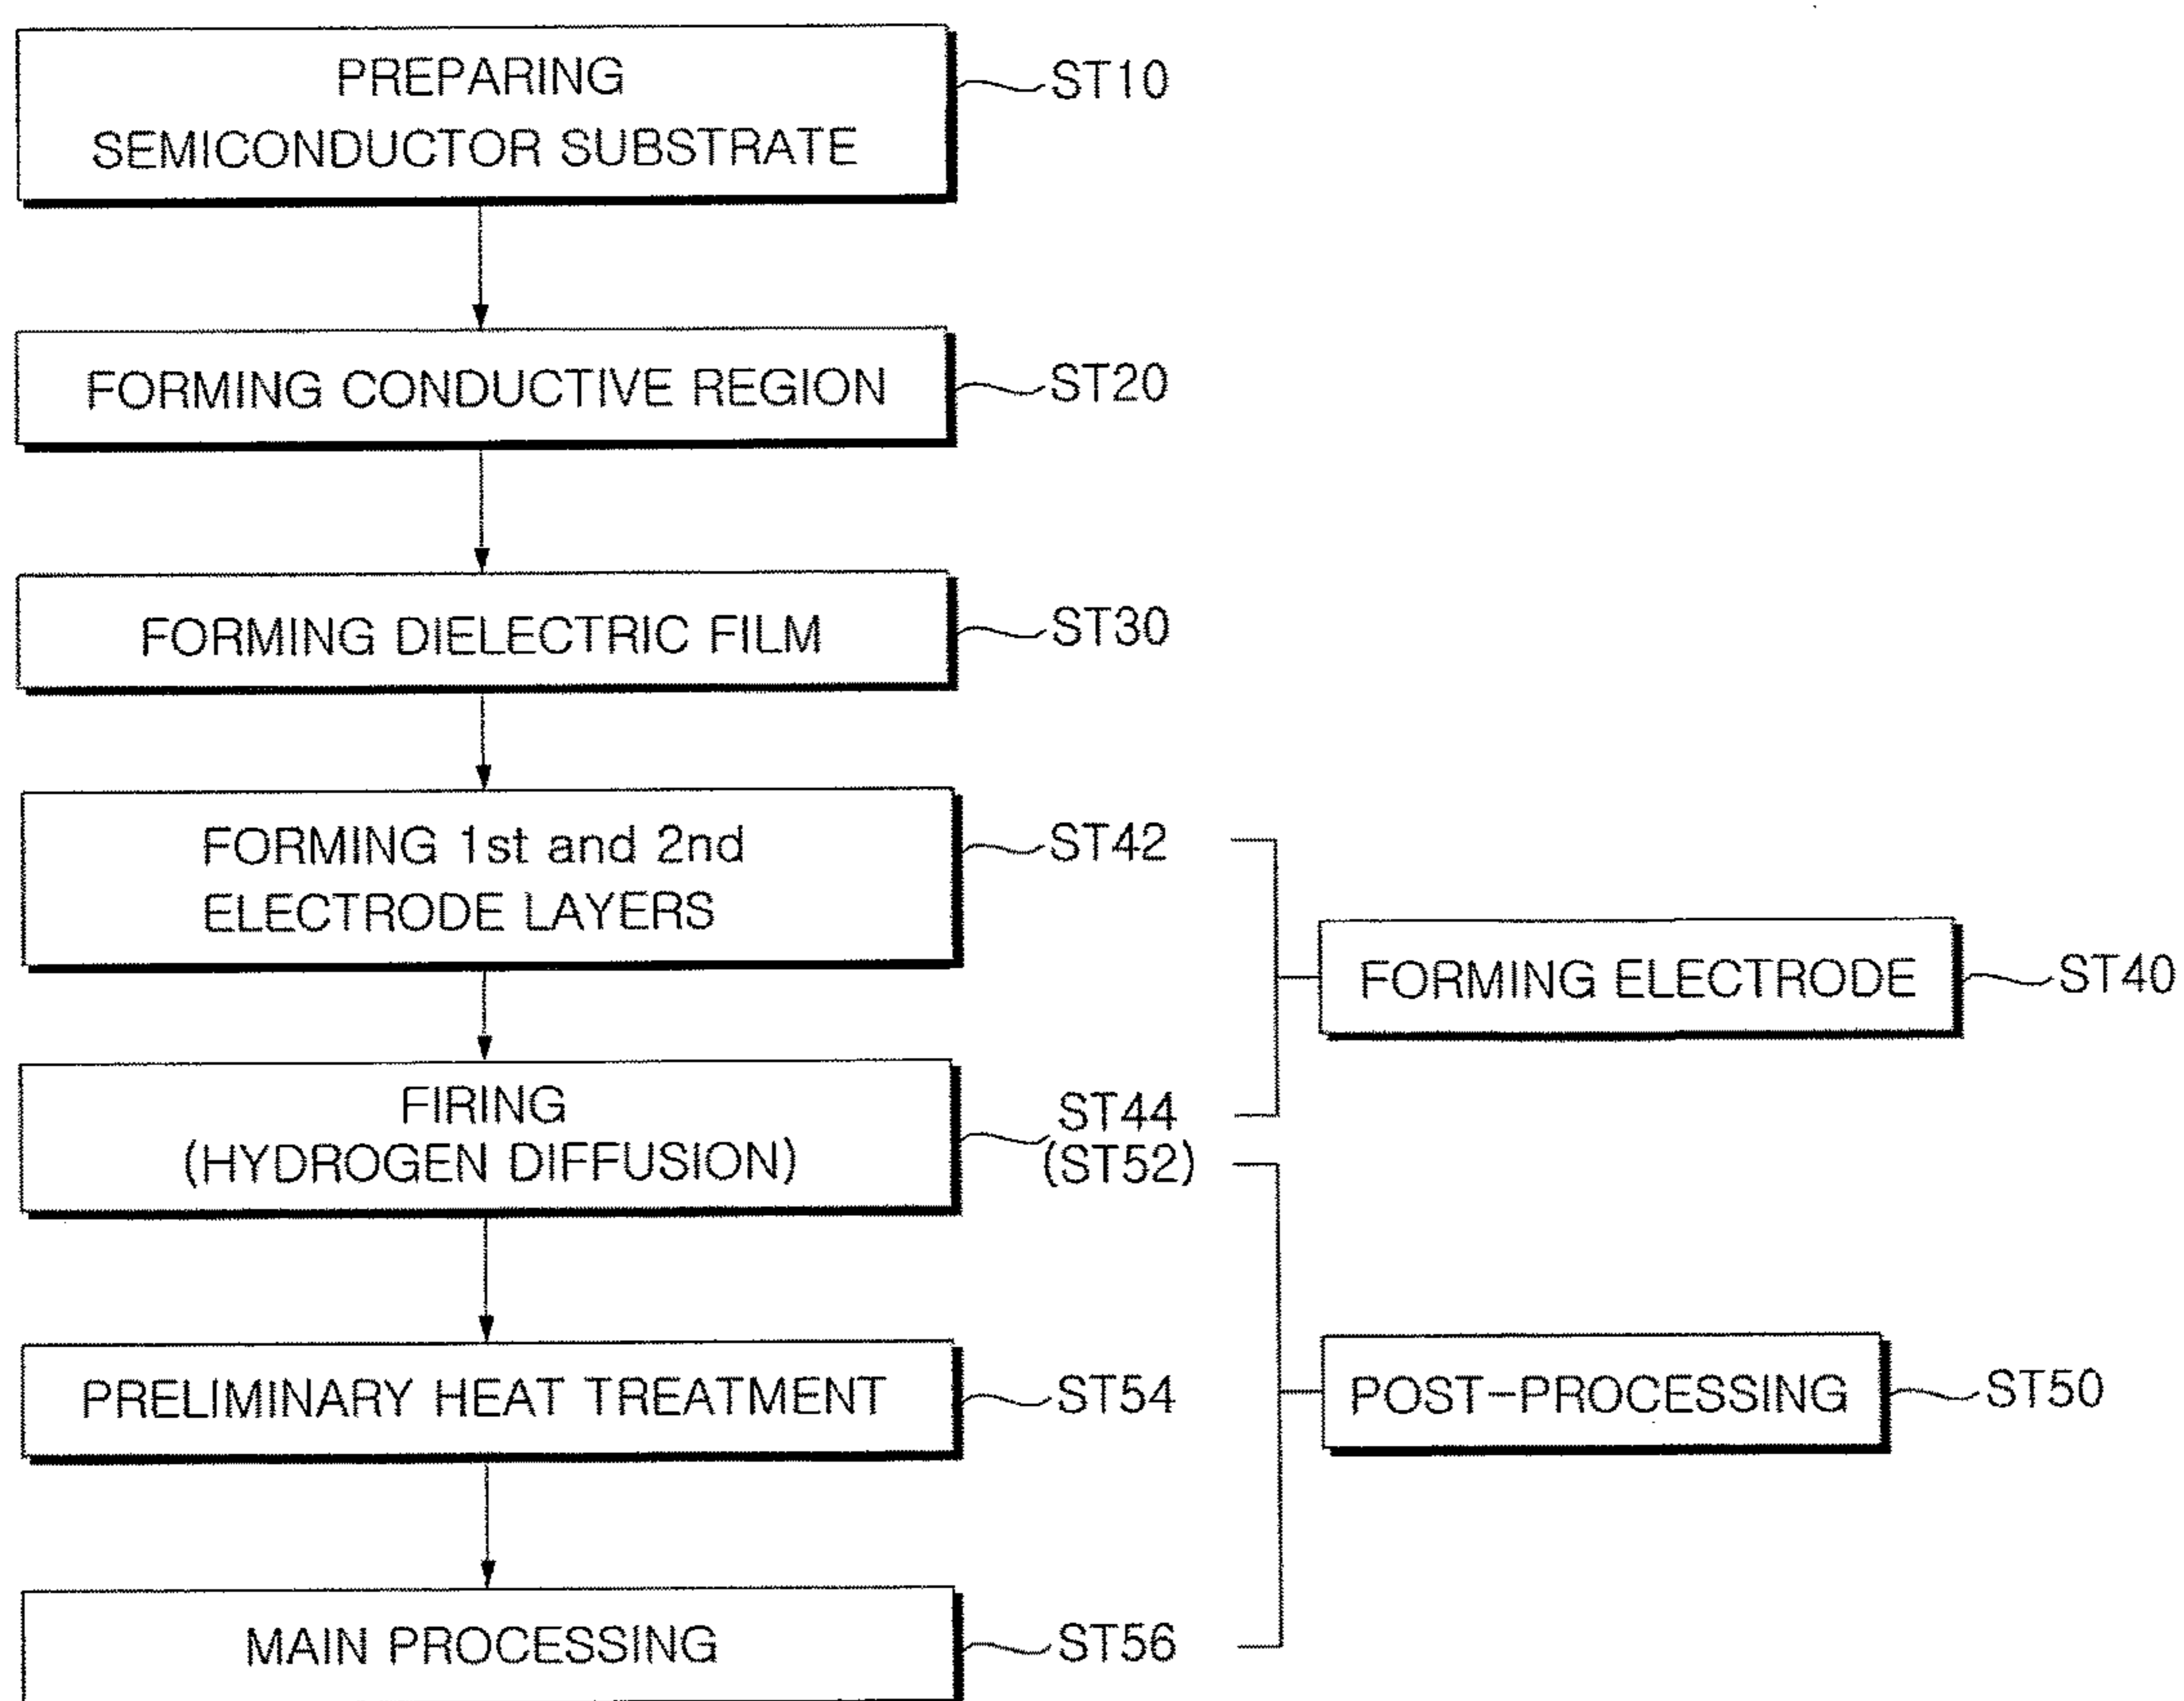 PREPARING
SEMICONDUCTOR SUBSTRATE
ST10
FORMING CONDUCTIVE REGION
ST20
FORMING DIELECTRIC FILM
ST30
FORMING 1st and 2nd
ELECTRODE LAYERS
ST42
FORMING ELECTRODE
ST40
FIRING
(HYDROGEN DIFFUSION)
ST44
(ST52)
PRELIMINARY HEAT TREATMENT
ST54
POST-PROCESSING
ST50
MAIN PROCESSING
ST56